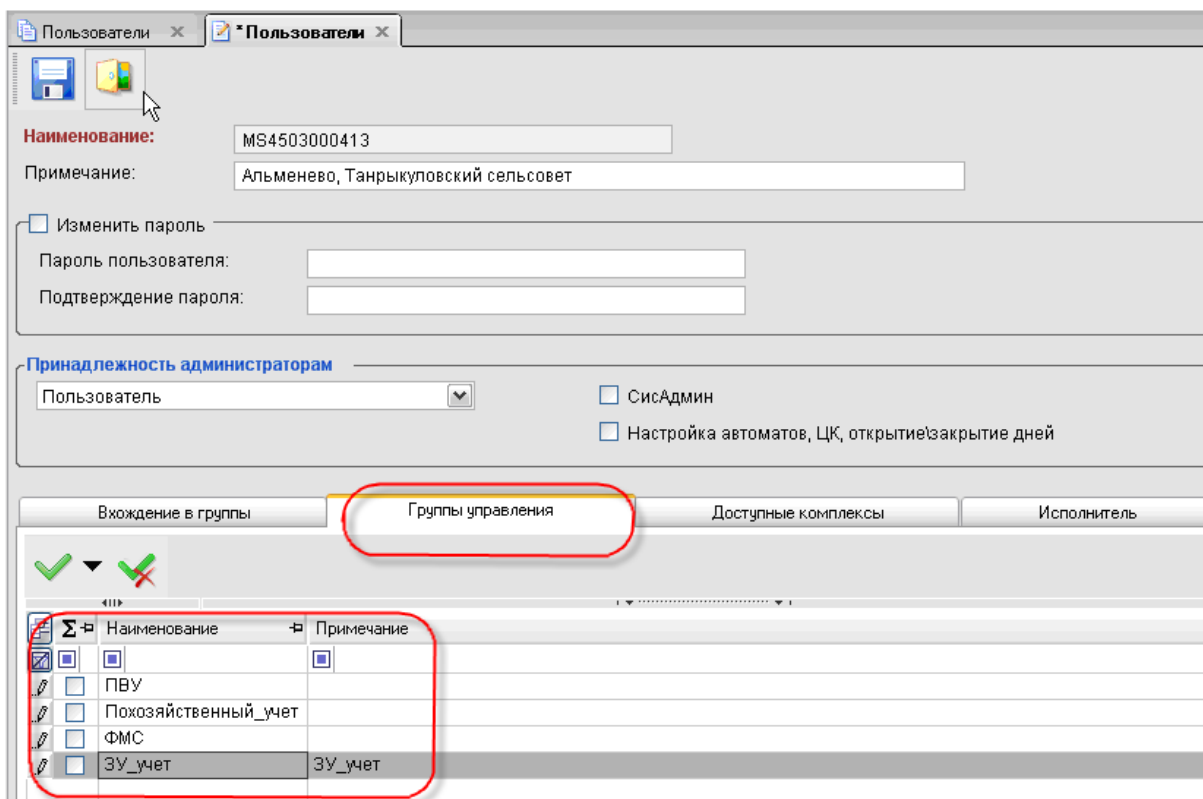 Пользователи
* Пользователи
Наименование: MS4503000413
Примечание: Альменево, Танрыкуловский сельсовет
Изменить пароль
Пароль пользователя:
Подтверждение пароля:
Принадлежность администраторам
Пользователь СисАдмин
Настройка автоматов, ЦК, открытие\закрытие дней
Вхождение в группы Группы управления Доступные комплексы Исполнитель
Σ Наименование Примечание
ПВУ
Похозяйственный_учет
ФМС
ЗУ_учет ЗУ_учет